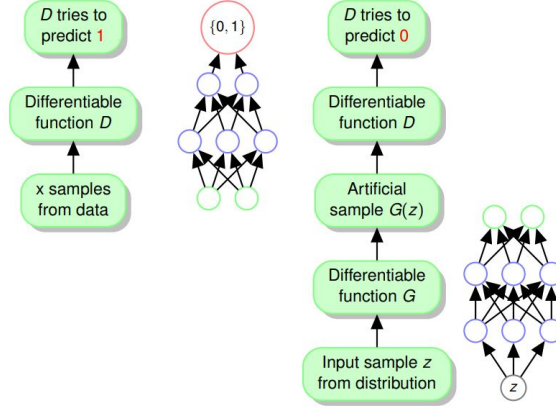 D tries to
predict 1
Differentiable
function D
x samples
from data
{0, 1}
D tries to
predict 0
Differentiable
function D
Artificial
sample G(z)
Differentiable
function G
Input sample z
from distribution
z